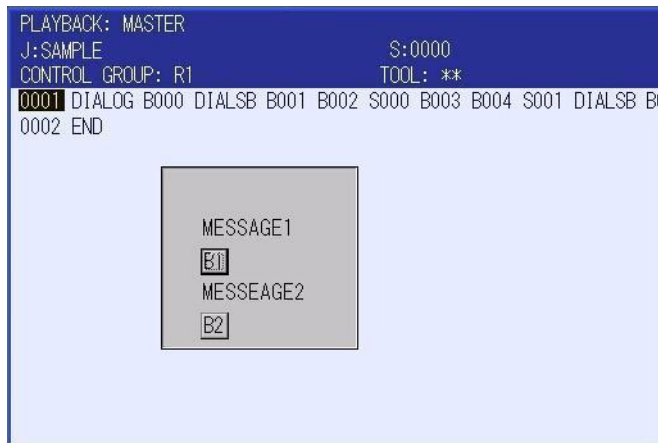 PLAYBACK: MASTER
J:SAMPLE S:0000
CONTROL GROUP: R1 TOOL: **
0001 DIALOG B000 DIALSB B001 B002 S000 B003 B004 S001 DIALSB
0002 END
MESSAGE1
B1
MESSEAGE2
B2